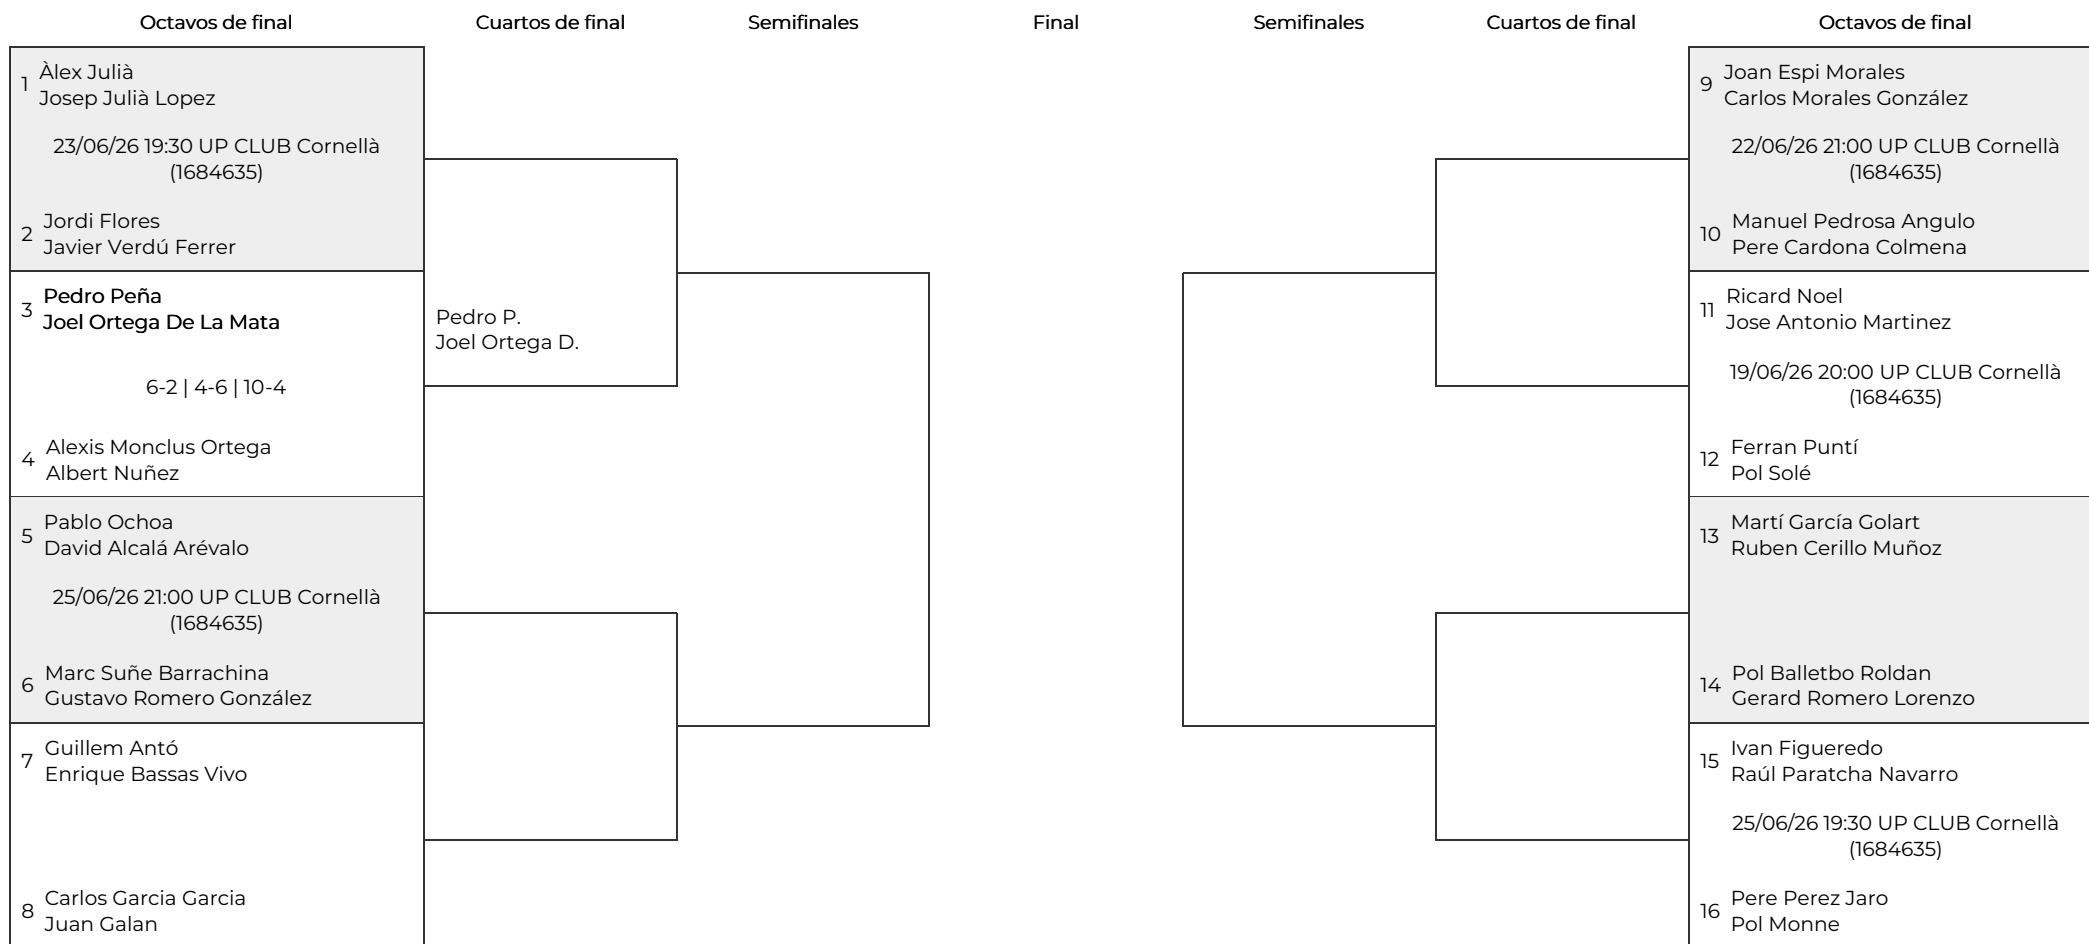 Octavos de final
Cuartos de final
Semifinales
Final
Semifinales
Cuartos de final
Octavos de final
1
Àlex Julià
Josep Julià Lopez
23/06/26 19:30 UP CLUB Cornellà
(1684635)
2
Jordi Flores
Javier Verdú Ferrer
3
Pedro Peña
Joel Ortega De La Mata
6-2 | 4-6 | 10-4
4
Alexis Monclus Ortega
Albert Nuñez
5
Pablo Ochoa
David Alcalá Arévalo
25/06/26 21:00 UP CLUB Cornellà
(1684635)
6
Marc Suñe Barrachina
Gustavo Romero González
7
Guillem Antó
Enrique Bassas Vivo
8
Carlos Garcia Garcia
Juan Galan
Pedro P.
Joel Ortega D.
9
Joan Espi Morales
Carlos Morales González
22/06/26 21:00 UP CLUB Cornellà
(1684635)
10
Manuel Pedrosa Angulo
Pere Cardona Colmena
11
Ricard Noel
Jose Antonio Martinez
19/06/26 20:00 UP CLUB Cornellà
(1684635)
12
Ferran Puntí
Pol Solé
13
Martí García Golart
Ruben Cerillo Muñoz
14
Pol Balletbo Roldan
Gerard Romero Lorenzo
15
Ivan Figueredo
Raúl Paratcha Navarro
25/06/26 19:30 UP CLUB Cornellà
(1684635)
16
Pere Perez Jaro
Pol Monne